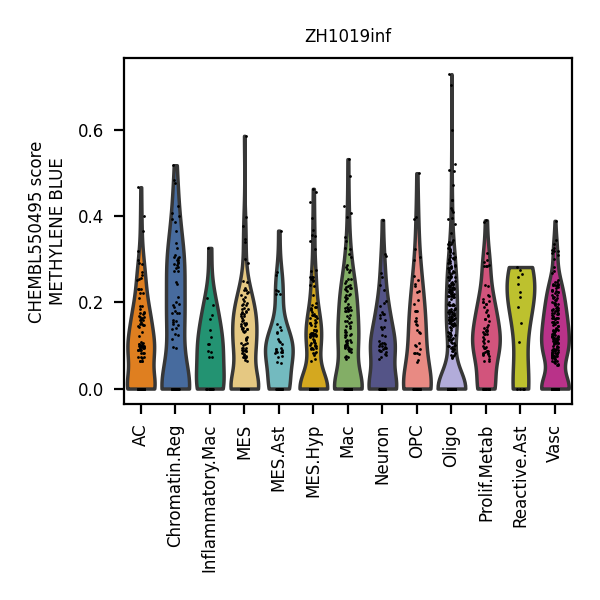 ZH1019inf
CHEMBL550495 score
METHYLENE BLUE
0.6
0.4
0.2
0.0
AC
Chromatin.Reg
Inflammatory.Mac
MES
MES.Ast
MES.Hyp
Mac
Neuron
OPC
Oligo
Prolif.Metab
Reactive.Ast
Vasc